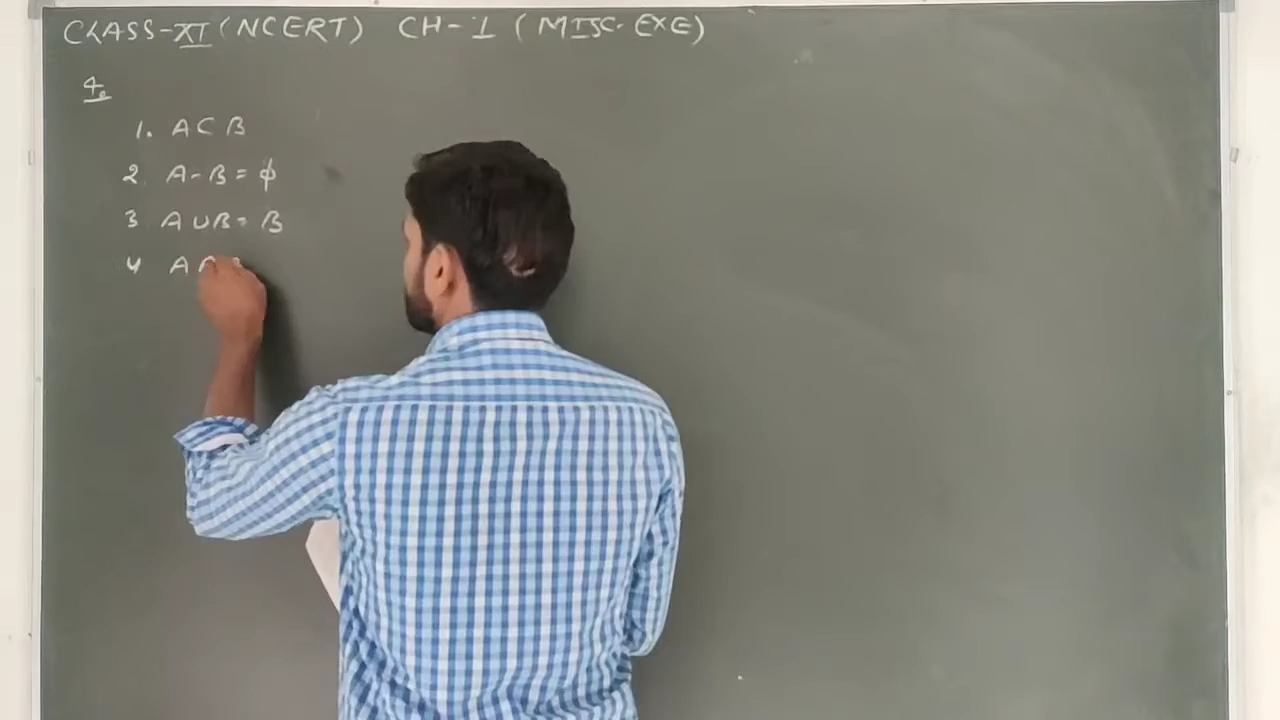 CLASS-XI (NCERT) CH-1 (MISC. EXE)
4.
1. A⊂B
2. A-B=ϕ
3 A∪B=B
4 A∩